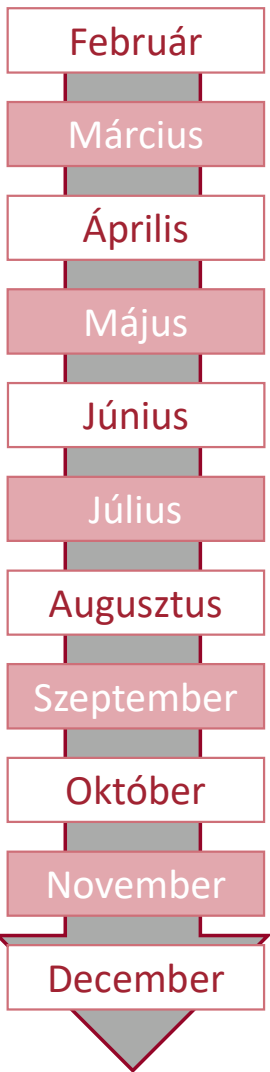 Február
Március
Április
Május
Június
Július
Augusztus
Szeptember
Október
November
December